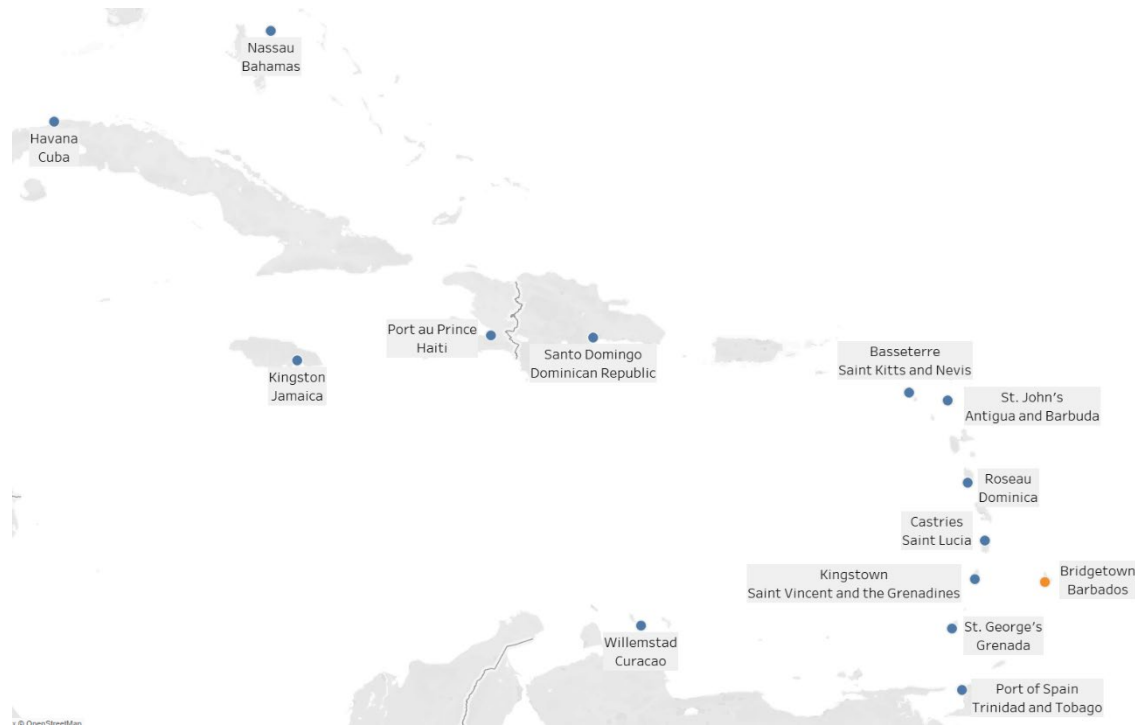 Nassau
Bahamas
Havana
Cuba
Port au Prince
Haiti
Santo Domingo
Dominican Republic
Kingston
Jamaica
Basseterre
Saint Kitts and Nevis
St. John's
Antigua and Barbuda
Roseau
Dominica
Castries
Saint Lucia
Kingstown
Saint Vincent and the Grenadines
Bridgetown
Barbados
St. George's
Grenada
Willemstad
Curacao
Port of Spain
Trinidad and Tobago
© OpenStreetMap